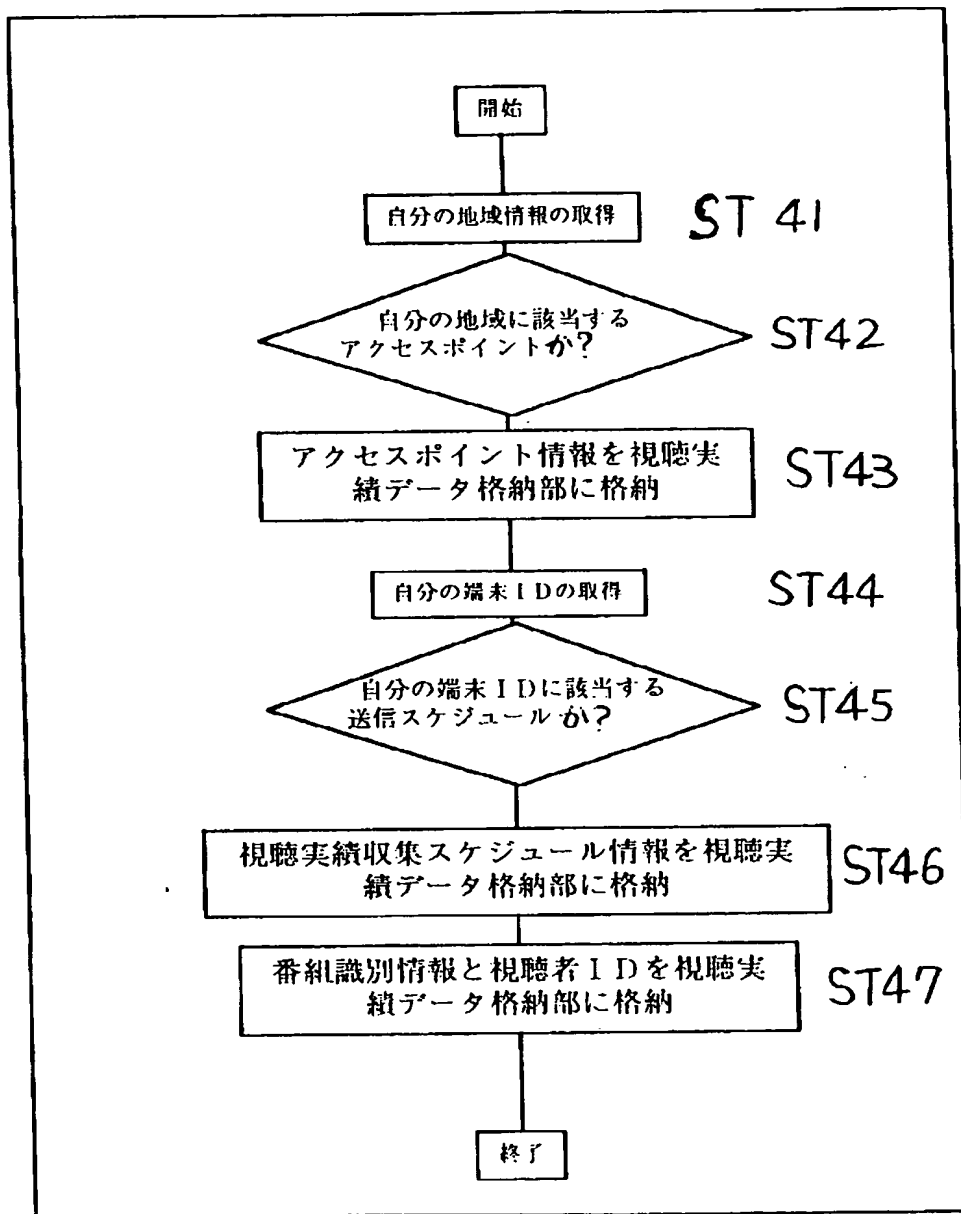 開始
自分の地域情報の取得
ST 41
自分の地域に該当する
アクセスポイントか?
ST42
アクセスポイント情報を視聴実
績データ格納部に格納
ST43
自分の端末IDの取得
ST44
自分の端末IDに該当する
送信スケジュールか?
ST45
視聴実績収集スケジュール情報を視聴実
績データ格納部に格納
ST46
番組識別情報と視聴者IDを視聴実
績データ格納部に格納
ST47
終了